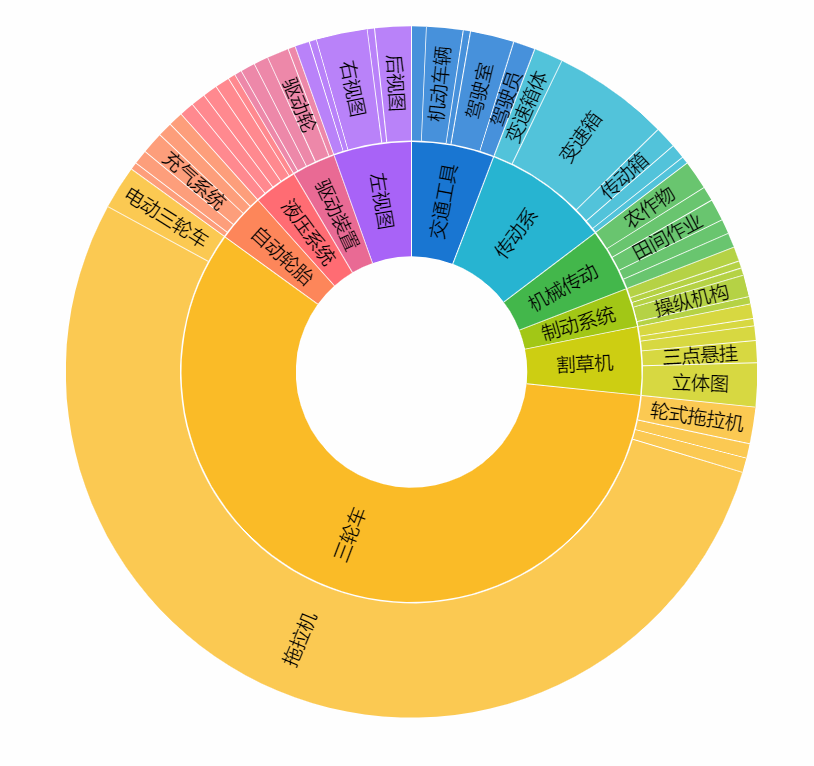 交通工具
传动系
机械传动
制动系统
割草机
三轮车
自动轮胎
液压系统
驱动装置
左视图
机动车辆
驾驶室
驾驶员
变速箱体
变速箱
传动箱
农作物
田间作业
操纵机构
三点悬挂
立体图
轮式拖拉机
拖拉机
电动三轮车
充气系统
驱动轮
右视图
后视图